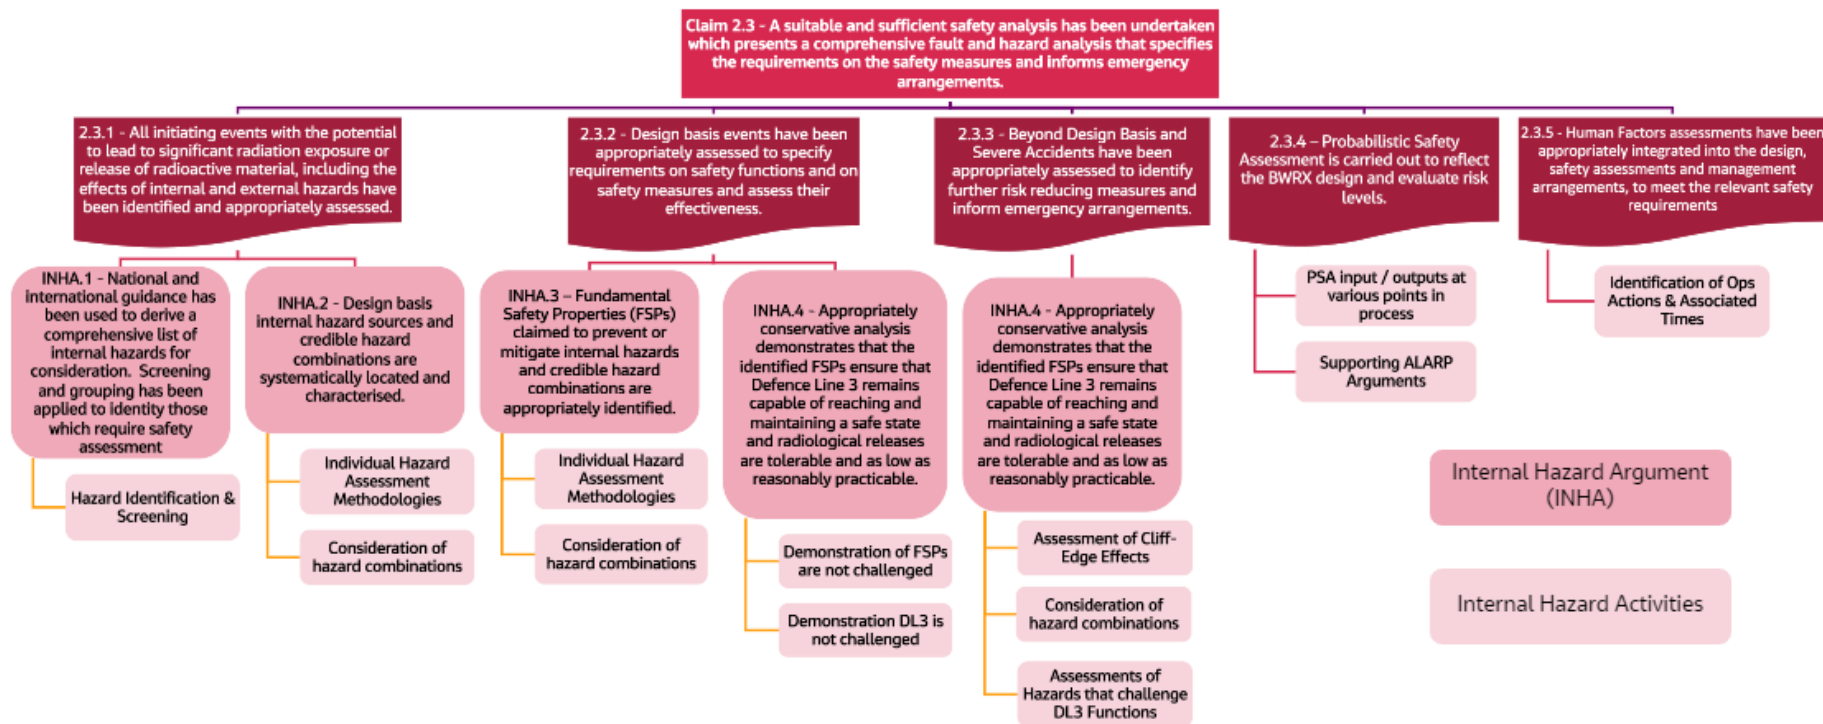 Claim 2.3 - A suitable and sufficient safety analysis has been undertaken
which presents a comprehensive fault and hazard analysis that specifies
the requirements on the safety measures and informs emergency
arrangements.
2.3.1 - All initiating events with the potential
to lead to significant radiation exposure or
release of radioactive material, including the
effects of internal and external hazards have
been identified and appropriately assessed.
2.3.2 - Design basis events have been
appropriately assessed to specify
requirements on safety functions and on
safety measures and assess their
effectiveness.
2.3.3 - Beyond Design Basis and
Severe Accidents have been
appropriately assessed to identify
further risk reducing measures and
inform emergency arrangements.
2.3.4 – Probabilistic Safety
Assessment is carried out to reflect
the BWRX design and evaluate risk
levels.
2.3.5 - Human Factors assessments have been
appropriately integrated into the design,
safety assessments and management
arrangements, to meet the relevant safety
requirements
INHA.1 - National and
international guidance has
been used to derive a
comprehensive list of
internal hazards for
consideration. Screening
and grouping has been
applied to identity those
which require safety
assessment
Hazard Identification &
Screening
INHA.2 - Design basis
internal hazard sources and
credible hazard
combinations are
systematically located and
characterised.
Individual Hazard
Assessment
Methodologies
Consideration of
hazard combinations
INHA.3 – Fundamental
Safety Properties (FSPs)
claimed to prevent or
mitigate internal hazards
and credible hazard
combinations are
appropriately identified.
Individual Hazard
Assessment
Methodologies
Consideration of
hazard combinations
INHA.4 - Appropriately
conservative analysis
demonstrates that the
identified FSPs ensure that
Defence Line 3 remains
capable of reaching and
maintaining a safe state
and radiological releases
are tolerable and as low as
reasonably practicable.
Demonstration of FSPs
are not challenged
Demonstration DL3 is
not challenged
INHA.4 - Appropriately
conservative analysis
demonstrates that the
identified FSPs ensure that
Defence Line 3 remains
capable of reaching and
maintaining a safe state
and radiological releases
are tolerable and as low as
reasonably practicable.
Assessment of Cliff-
Edge Effects
Consideration of
hazard combinations
Assessments of
Hazards that challenge
DL3 Functions
PSA input / outputs at
various points in
process
Supporting ALARP
Arguments
Identification of Ops
Actions & Associated
Times
Internal Hazard Argument
(INHA)
Internal Hazard Activities